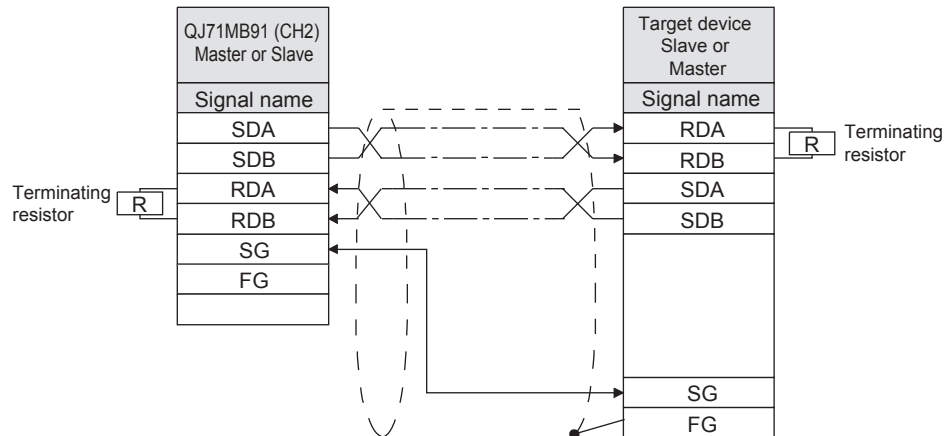 QJ71MB91 (CH2)
Master or Slave
Signal name
SDA
SDB
RDA
RDB
SG
FG
Terminating
resistor
R
Target device
Slave or
Master
Signal name
RDA
RDB
SDA
SDB
SG
FG
R
Terminating
resistor